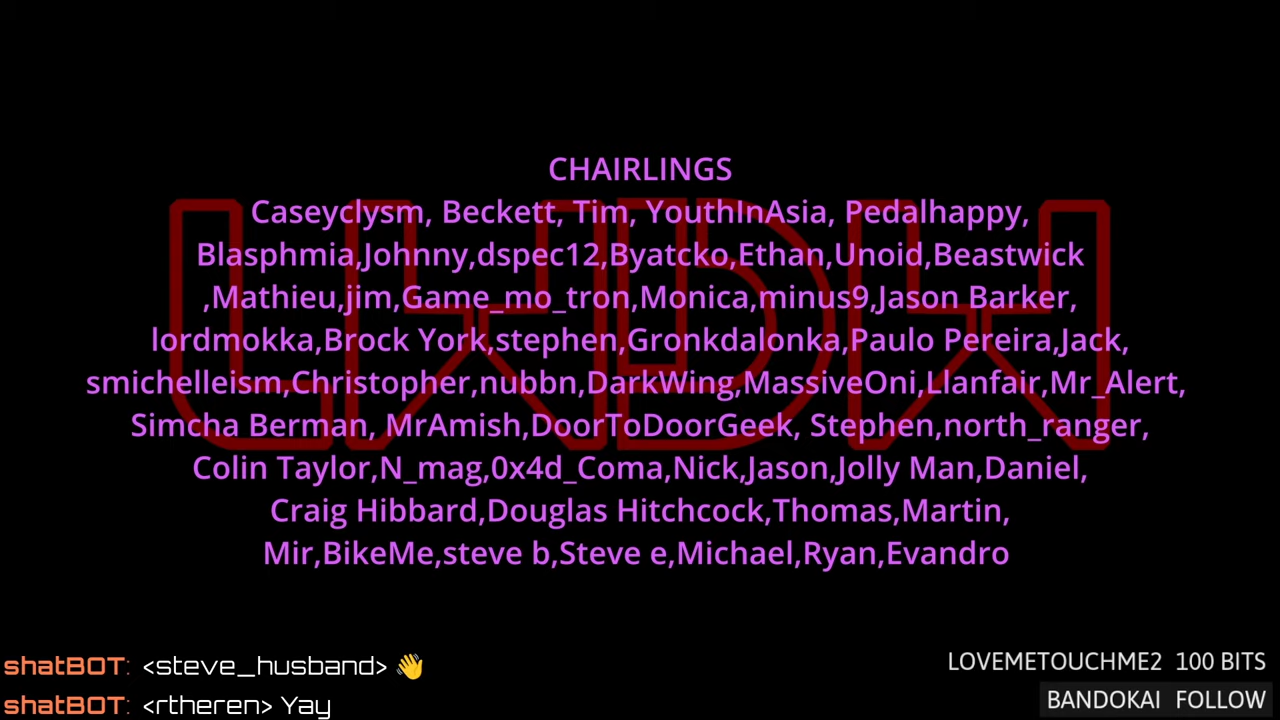 CHAIRLINGS
Caseyclysm, Beckett, Tim, YouthInAsia, Pedalhappy,
Blasphmia,Johnny,dspec12,Byatcko,Ethan,Unoid,Beastwick
,Mathieu,jim,Game_mo_tron,Monica,minus9,Jason Barker,
lordmokka,Brock York,stephen,Gronkdalonka,Paulo Pereira,Jack,
smichelleism,Christopher,nubbn,DarkWing,MassiveOni,Llanfair,Mr_Alert,
Simcha Berman, MrAmish,DoorToDoorGeek, Stephen,north_ranger,
Colin Taylor,N_mag,0x4d_Coma,Nick,Jason,Jolly Man,Daniel,
Craig Hibbard,Douglas Hitchcock,Thomas,Martin,
Mir,BikeMe,steve b,Steve e,Michael,Ryan,Evandro
shatBOT: <steve_husband> 👋
shatBOT: <rtheren> Yay
LOVEMETOUCHME2 100 BITS
BANDOKAI FOLLOW